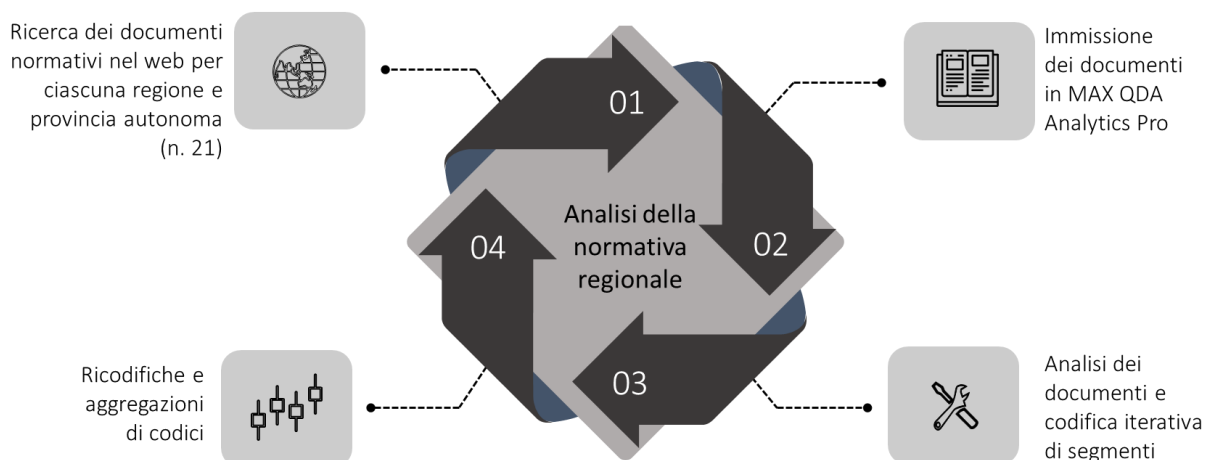 Ricerca dei documenti
normativi nel web per
ciascuna regione e
provincia autonoma
(n. 21)
01
Immissione
dei documenti
in MAX QDA
Analytics Pro
02
Analisi della
normativa
regionale
04
Ricodifiche e
aggregazioni
di codici
03
Analisi dei
documenti e
codifica iterativa
di segmenti